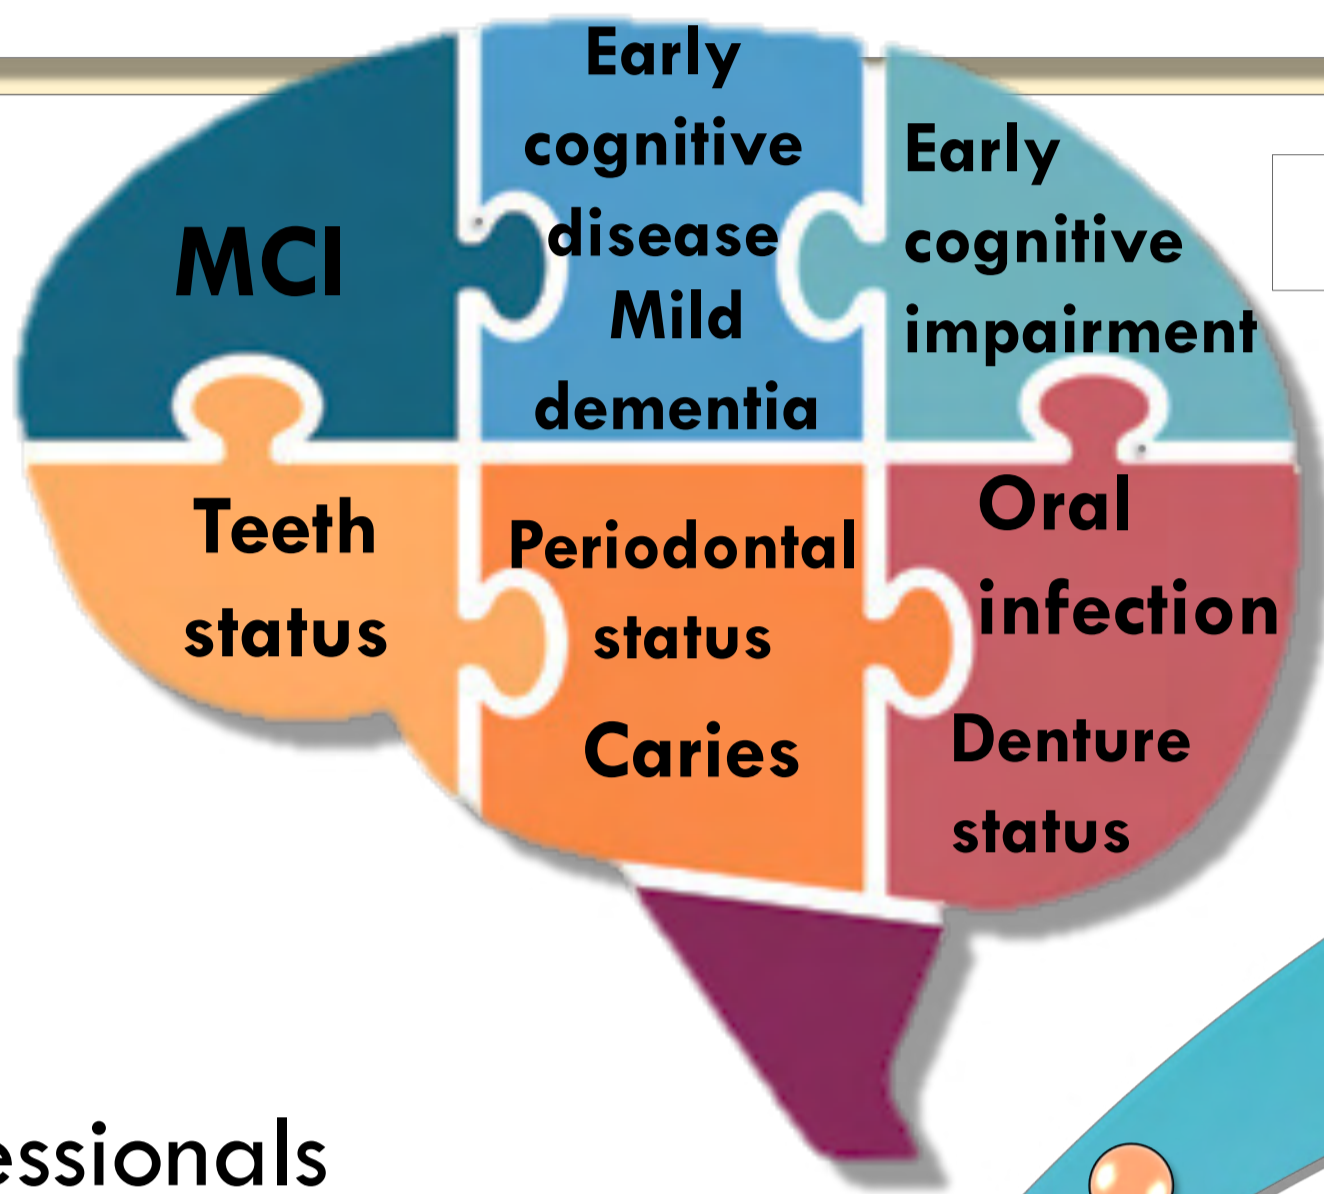 MCI
Early
cognitive
disease
Mild
dementia
Early
cognitive
impairment
Teeth
status
Periodontal
status
Caries
Oral
infection
Denture
status
essionals